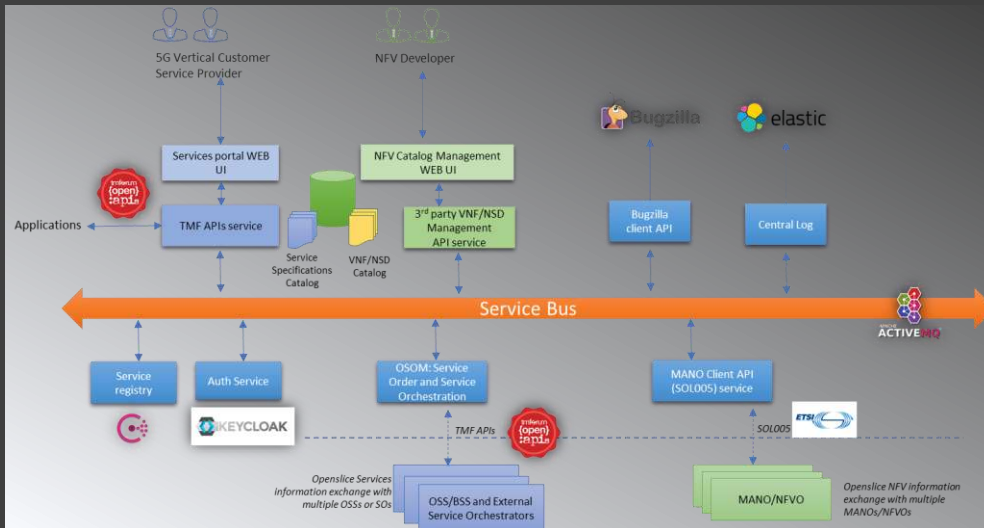 5G Vertical Customer
Service Provider
NFV Developer
Bugzilla
elastic
Services portal WEB
UI
NFV Catalog Management
WEB UI
tmforum
{open}
:apis
Applications
TMF APIs service
3rd party VNF/NSD
Management
API service
Bugzilla
client API
Central Log
Service
Specifications
Catalog
VNF/NSD
Catalog
Service Bus
APACHE
ACTIVEMQ
Service
registry
Auth Service
OSOM: Service
Order and Service
Orchestration
MANO Client API
(SOL005) service
KEYCLOAK
TMF APIs
tmforum
{open}
:apis
SOL005
ETSI
Openslice Services
information exchange with
multiple OSSs or SOs
OSS/BSS and External
Service Orchestrators
MANO/NFVO
Openslice NFV information
exchange with multiple
MANOs/NFVOs